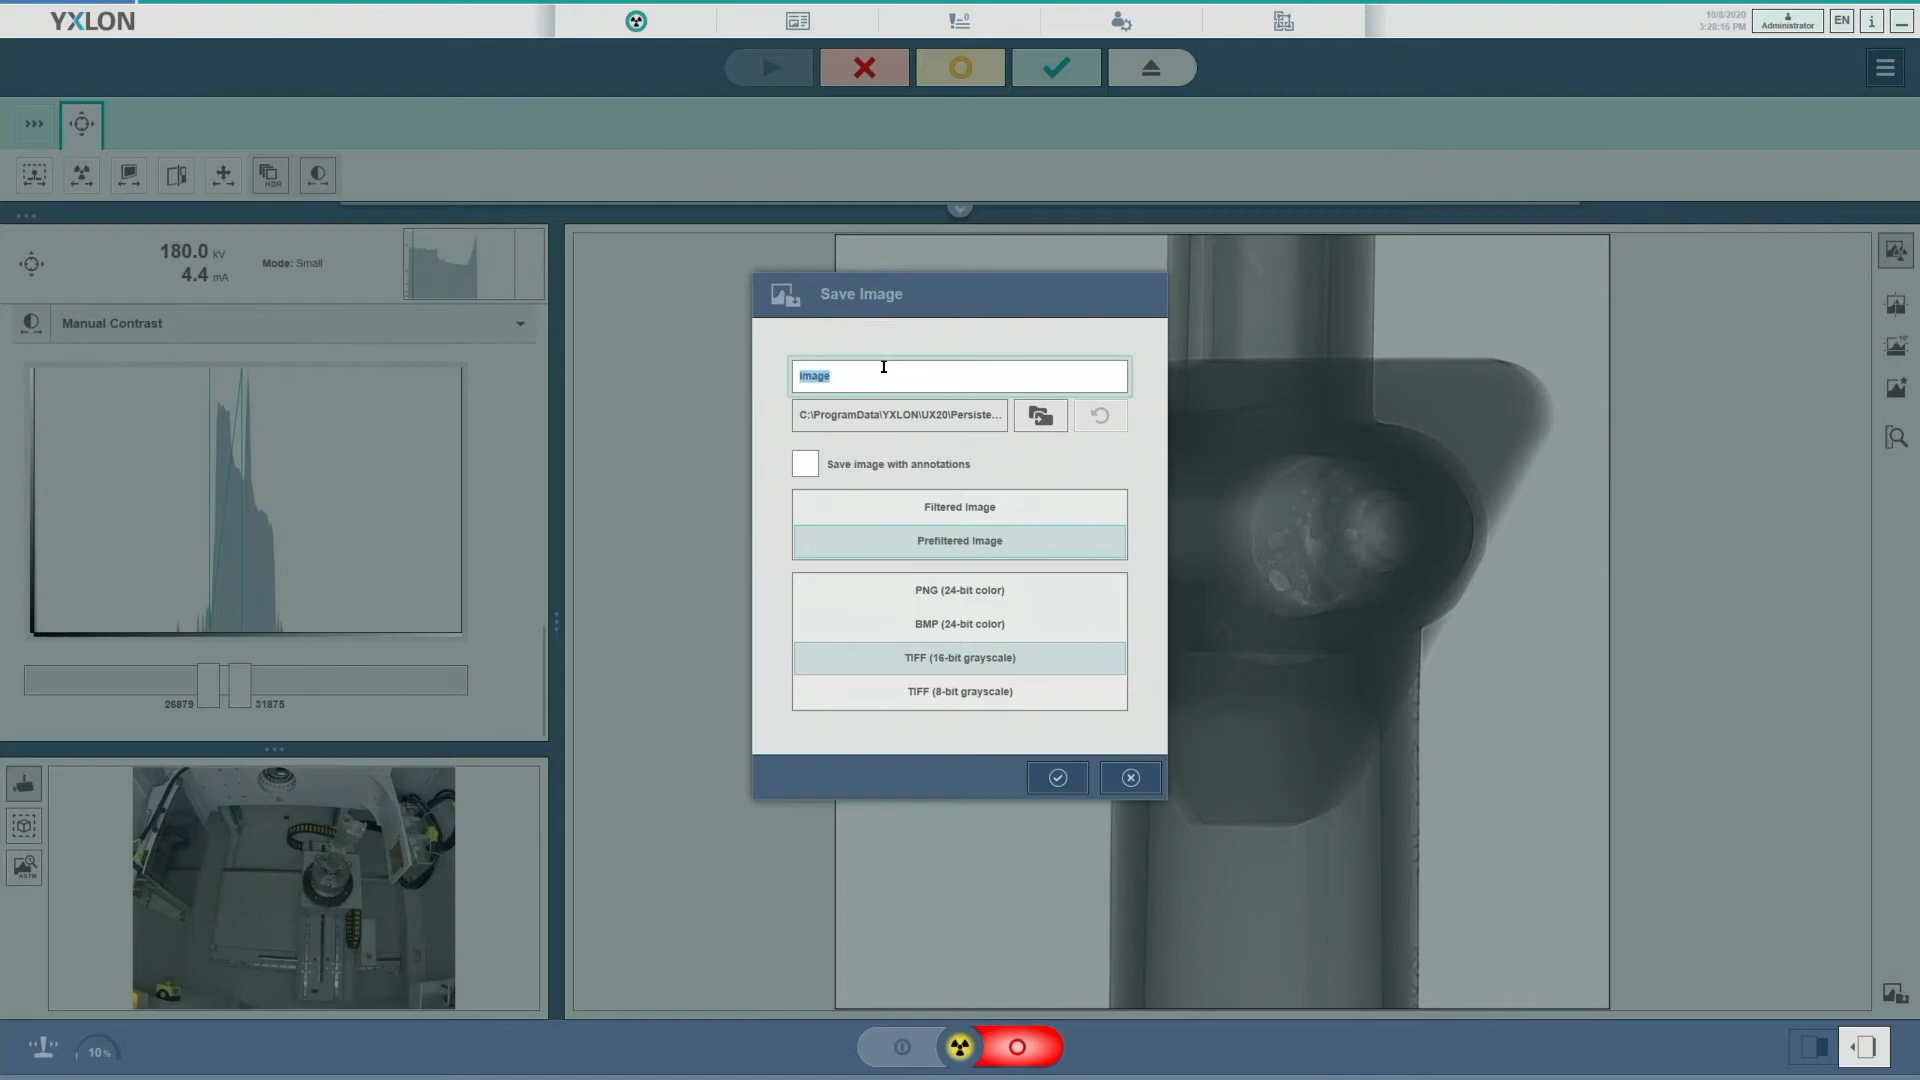 YXLON
10/8/2020
3:28:15 PM
Administrator
EN
i
HDR
180.0 kV
4.4 mA
Mode: Small
Manual Contrast
26879
31875
Save Image
image
C:\ProgramData\YXLON\UX20\Persiste...
Save image with annotations
Filtered Image
Prefiltered Image
PNG (24-bit color)
BMP (24-bit color)
TIFF (16-bit grayscale)
TIFF (8-bit grayscale)
ASTM
10%